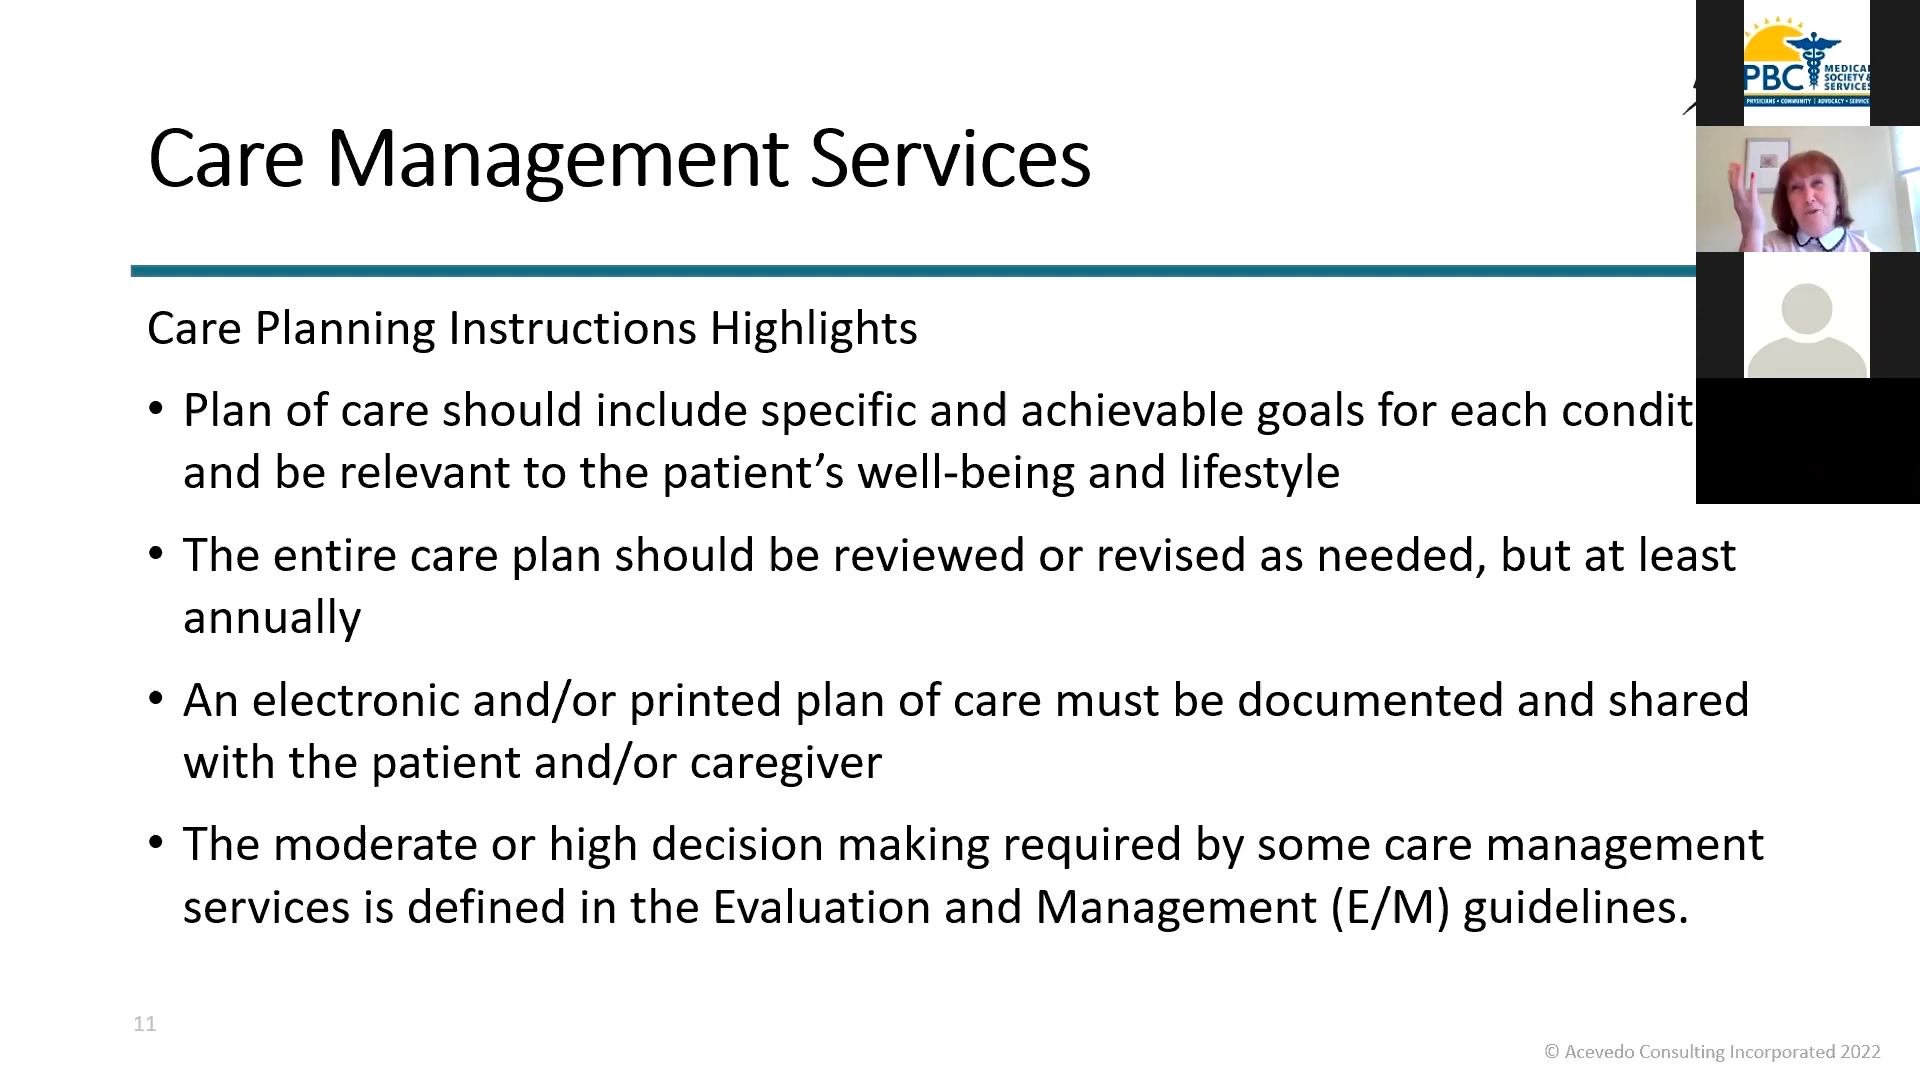 Care Management Services
Care Planning Instructions Highlights
• Plan of care should include specific and achievable goals for each condit
and be relevant to the patient’s well-being and lifestyle
• The entire care plan should be reviewed or revised as needed, but at least
annually
• An electronic and/or printed plan of care must be documented and shared
with the patient and/or caregiver
• The moderate or high decision making required by some care management
services is defined in the Evaluation and Management (E/M) guidelines.
11
© Acevedo Consulting Incorporated 2022
PBC
MEDICAL
SOCIETY &
SERVICES
PHYSICIANS • COMMUNITY | ADVOCACY • SERVICE